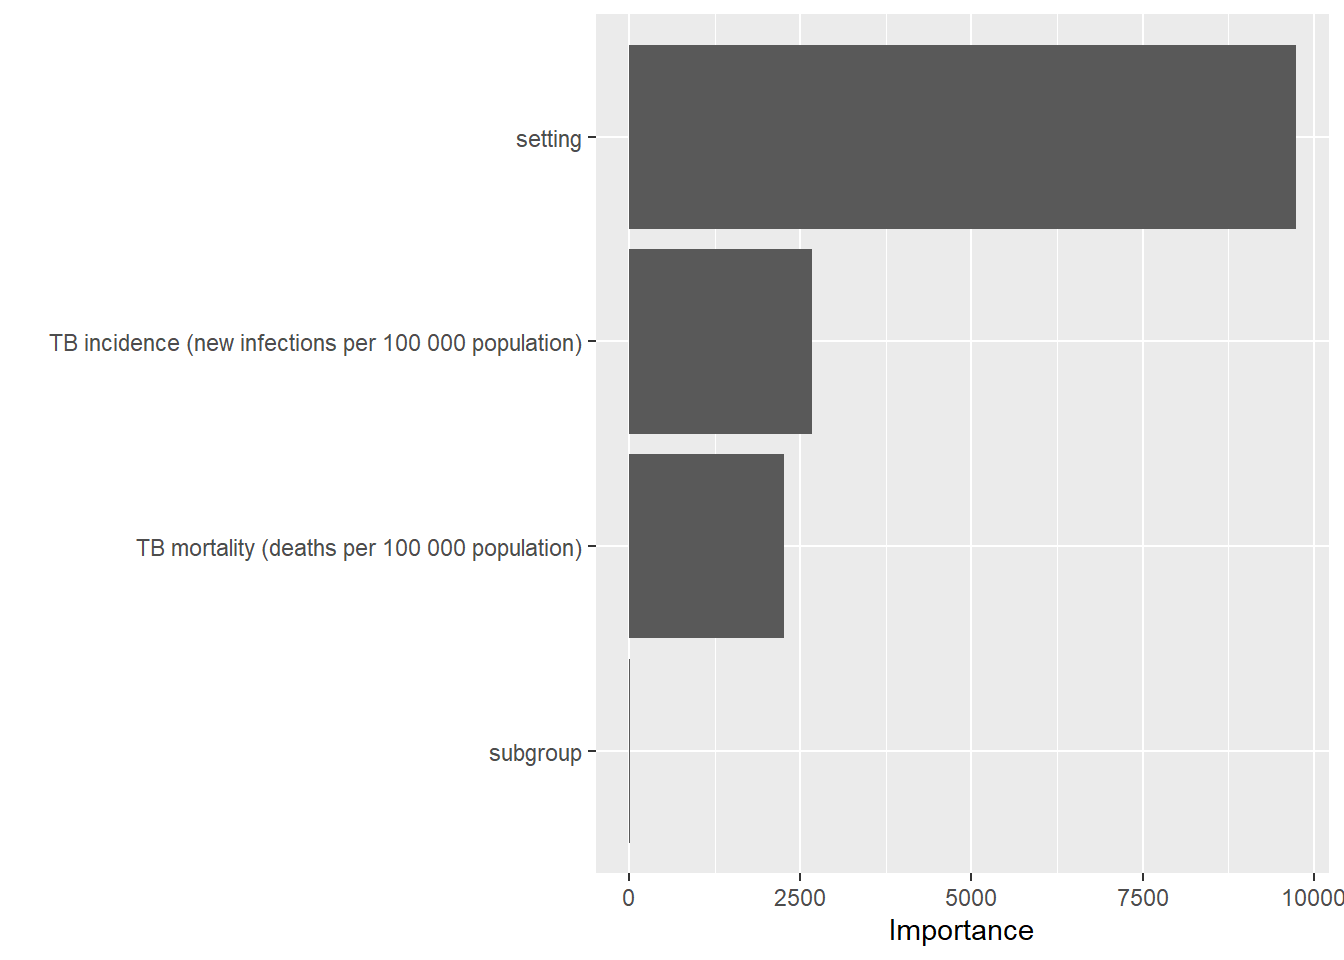 setting
TB incidence (new infections per 100 000 population)
TB mortality (deaths per 100 000 population)
subgroup
0 2500 5000 7500 10000
Importance